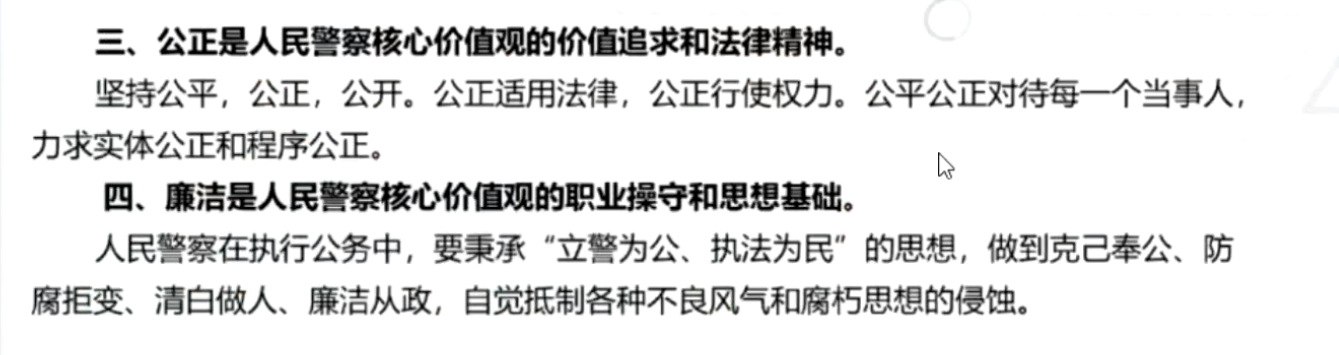 三、公正是人民警察核心价值观的价值追求和法律精神。
坚持公平，公正，公开。公正适用法律，公正行使权力。公平公正对待每一个当事人，
力求实体公正和程序公正。
四、廉洁是人民警察核心价值观的职业操守和思想基础。
人民警察在执行公务中，要秉承“立警为公、执法为民”的思想，做到克己奉公、防
腐拒变、清白做人、廉洁从政，自觉抵制各种不良风气和腐朽思想的侵蚀。